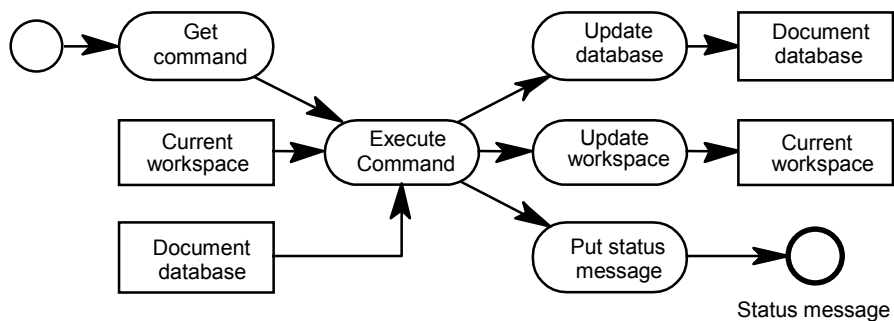 Get
command
Update
database
Document
database
Current
workspace
Execute
Command
Update
workspace
Current
workspace
Document
database
Put status
message
Status message